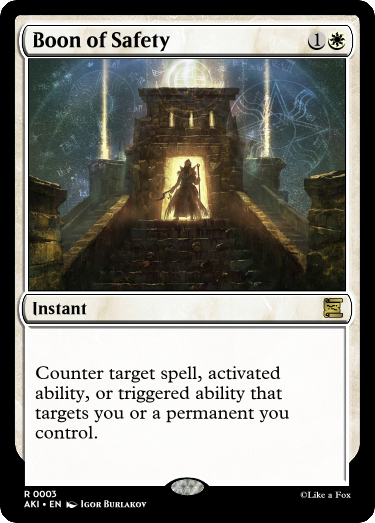 Boon of Safety 1
Instant
Counter target spell, activated
ability, or triggered ability that
targets you or a permanent you
control.
R 0003
AKI • EN Igor Burlakov
©Like a Fox